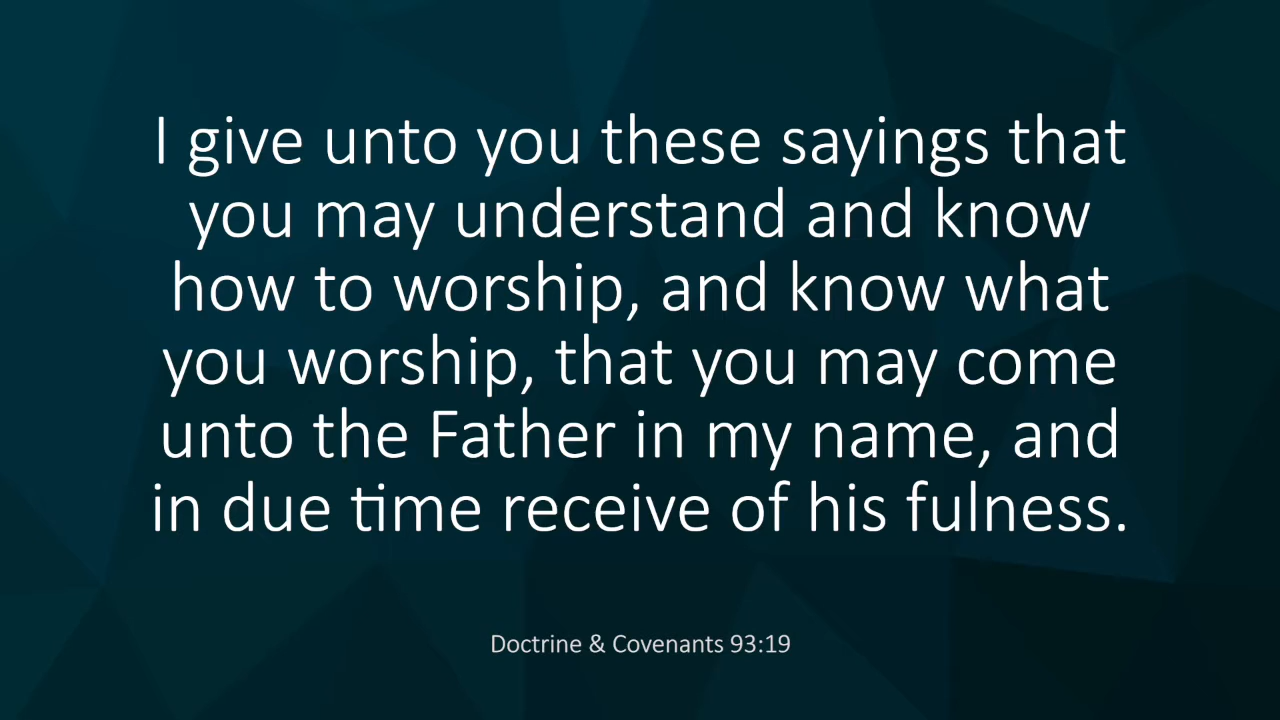 I give unto you these sayings that
you may understand and know
how to worship, and know what
you worship, that you may come
unto the Father in my name, and
in due time receive of his fulness.
Doctrine & Covenants 93:19